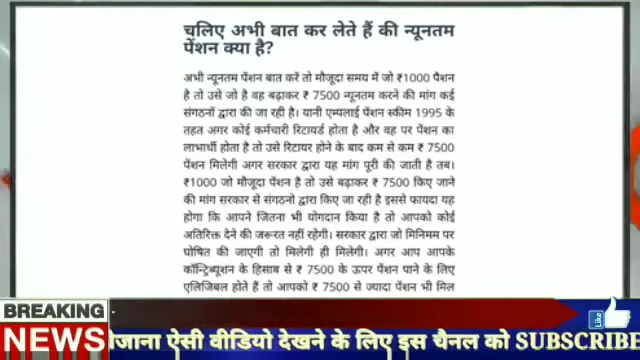 चलिए अभी बात कर लेते हैं की न्यूनतम
पेंशन क्या है?
अभी न्यूनतम पेंशन बात करें तो मौजूदा समय में जो ₹1000 पैशन
है तो उसे जो है वह बढ़ाकर ₹ 7500 न्यूनतम करने की मांग कई
संगठनों द्वारा की जा रही है। यानी एम्पलाई पेंशन स्कीम 1995 के
तहत अगर कोई कर्मचारी रिटायर्ड होता है और वह पर पेंशन का
लाभार्थी होता है तो उसे रिटायर होने के बाद कम से कम ₹ 7500
पेंशन मिलेगी अगर सरकार द्वारा यह मांग पूरी की जाती है तब।
₹1000 जो मौजूदा पेंशन है तो उसे बढ़ाकर ₹ 7500 किए जाने
की मांग सरकार से संगठनो द्वारा किए जा रही है इससे फायदा यह
होगा कि आपने जितना भी योगदान किया है तो आपको कोई
अतिरिक्त देने की जरूरत नहीं रहेगी। सरकार द्वारा जो मिनिमम पर
घोषित की जाएगी तो मिलेगी ही मिलेगी। अगर आप आपके
कॉन्ट्रिब्यूशन के हिसाब से ₹ 7500 के ऊपर पेंशन पाने के लिए
एलिजिबल होते हैं तो आपको ₹ 7500 से ज्यादा पेंशन भी मिल
BREAKING
NEWS
रोजाना ऐसी वीडियो देखने के लिए इस चैनल को SUBSCRIBE
Like